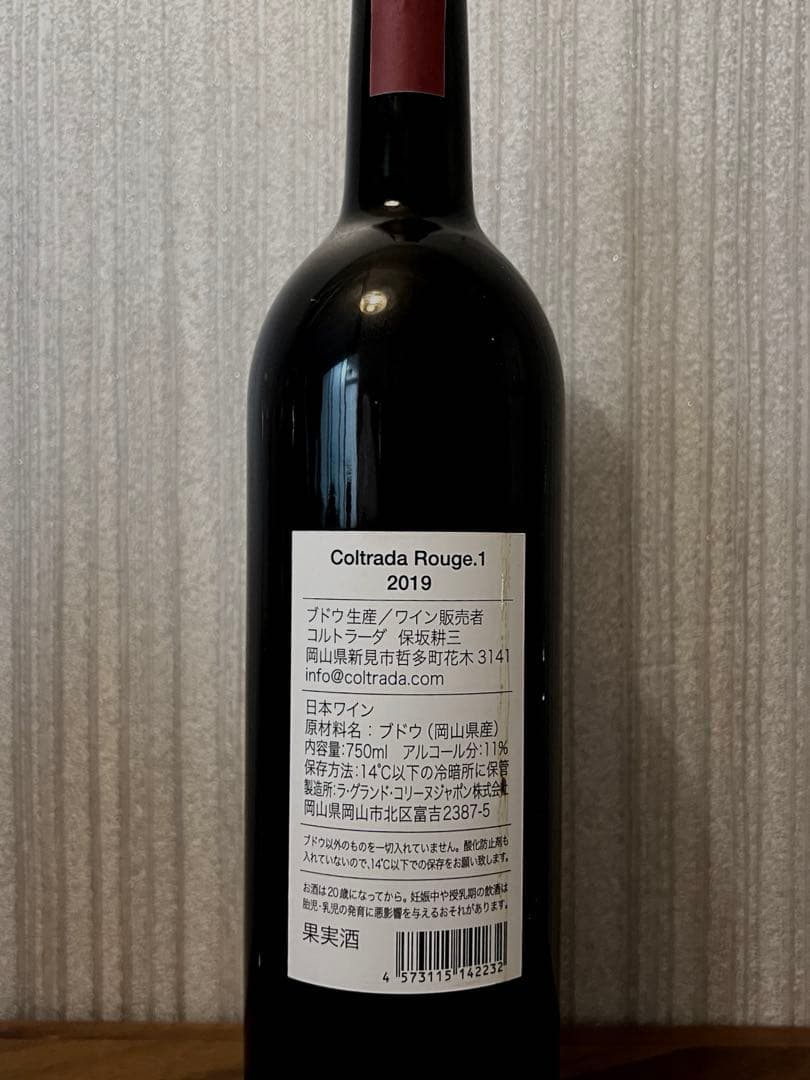 Coltrada Rouge.1
2019
ブドウ生産／ワイン販売者
コルトラーダ 保坂耕三
岡山県新見市哲多町花木3141
info@coltrada.com
日本ワイン
原材料名：ブドウ（岡山県産）
内容量:750ml アルコール分:11%
保存方法:14℃以下の冷暗所に保管
製造所:ラ・グランド・コリーヌジャポン株式会社
岡山県岡山市北区富吉2387-5
ブドウ以外のものを一切入れていません。酸化防止剤も
入れていないので、14℃以下での保存をお願い致します。
お酒は20歳になってから。妊娠中や授乳期の飲酒は
胎児・乳児の発育に悪影響を与えるおそれがあります。
果実酒
4 573115 142232